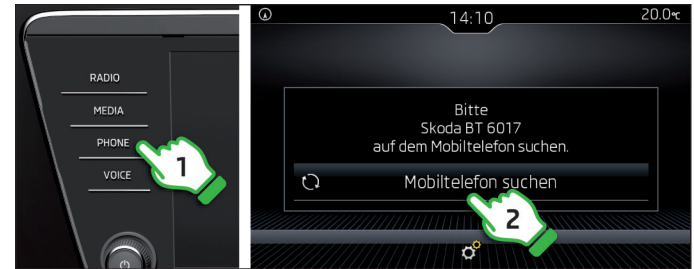 RADIO
MEDIA
PHONE
VOICE
1
14:10
20.0°C
Bitte
Skoda BT 6017
auf dem Mobiltelefon suchen.
Mobiltelefon suchen
2